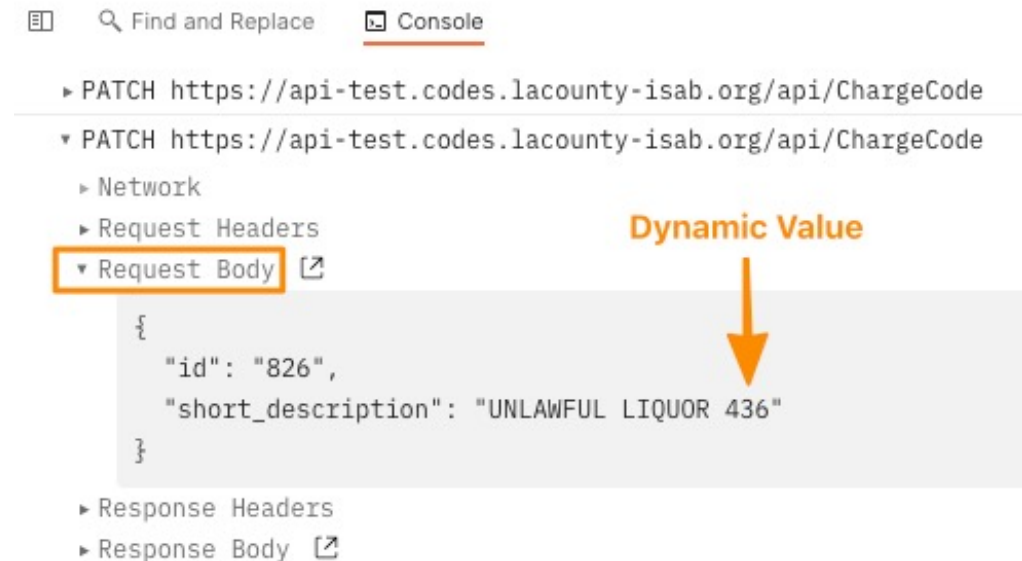 Find and Replace Console
PATCH https://api-test.codes.lacounty-isab.org/api/ChargeCode
PATCH https://api-test.codes.lacounty-isab.org/api/ChargeCode
Network
Request Headers
Dynamic Value
Request Body
{
"id": "826",
"short_description": "UNLAWFUL LIQUOR 436"
}
Response Headers
Response Body